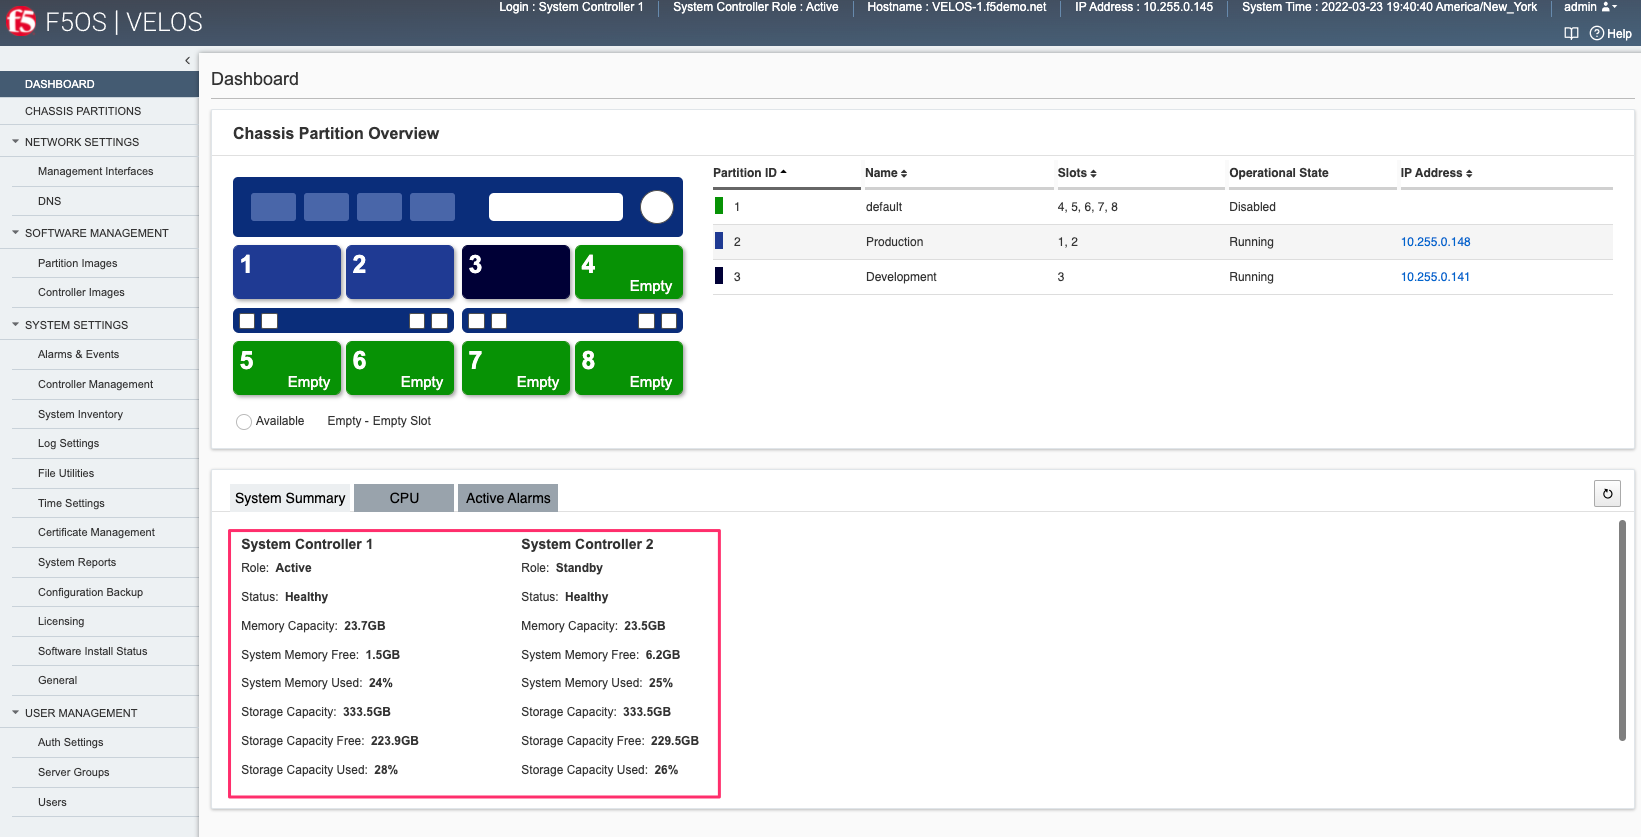 Login : System Controller 1 System Controller Role : Active Hostname : VELOS-1.f5demo.net IP Address : 10.255.0.145 System Time : 2022-03-23 19:40:40 America/New_York admin
f5 F5OS | VELOS
Help
DASHBOARD
CHASSIS PARTITIONS
NETWORK SETTINGS
Management Interfaces
DNS
SOFTWARE MANAGEMENT
Partition Images
Controller Images
SYSTEM SETTINGS
Alarms & Events
Controller Management
System Inventory
Log Settings
File Utilities
Time Settings
Certificate Management
System Reports
Configuration Backup
Licensing
Software Install Status
General
USER MANAGEMENT
Auth Settings
Server Groups
Users
Dashboard
Chassis Partition Overview
1 2 3 4
Empty
5 6 7 8
Empty Empty Empty Empty
Available Empty - Empty Slot
Partition ID Name Slots Operational State IP Address
1 default 4, 5, 6, 7, 8 Disabled
2 Production 1, 2 Running 10.255.0.148
3 Development 3 Running 10.255.0.141
System Summary CPU Active Alarms
System Controller 1
Role: Active
Status: Healthy
Memory Capacity: 23.7GB
System Memory Free: 1.5GB
System Memory Used: 24%
Storage Capacity: 333.5GB
Storage Capacity Free: 223.9GB
Storage Capacity Used: 28%
System Controller 2
Role: Standby
Status: Healthy
Memory Capacity: 23.5GB
System Memory Free: 6.2GB
System Memory Used: 25%
Storage Capacity: 333.5GB
Storage Capacity Free: 229.5GB
Storage Capacity Used: 26%